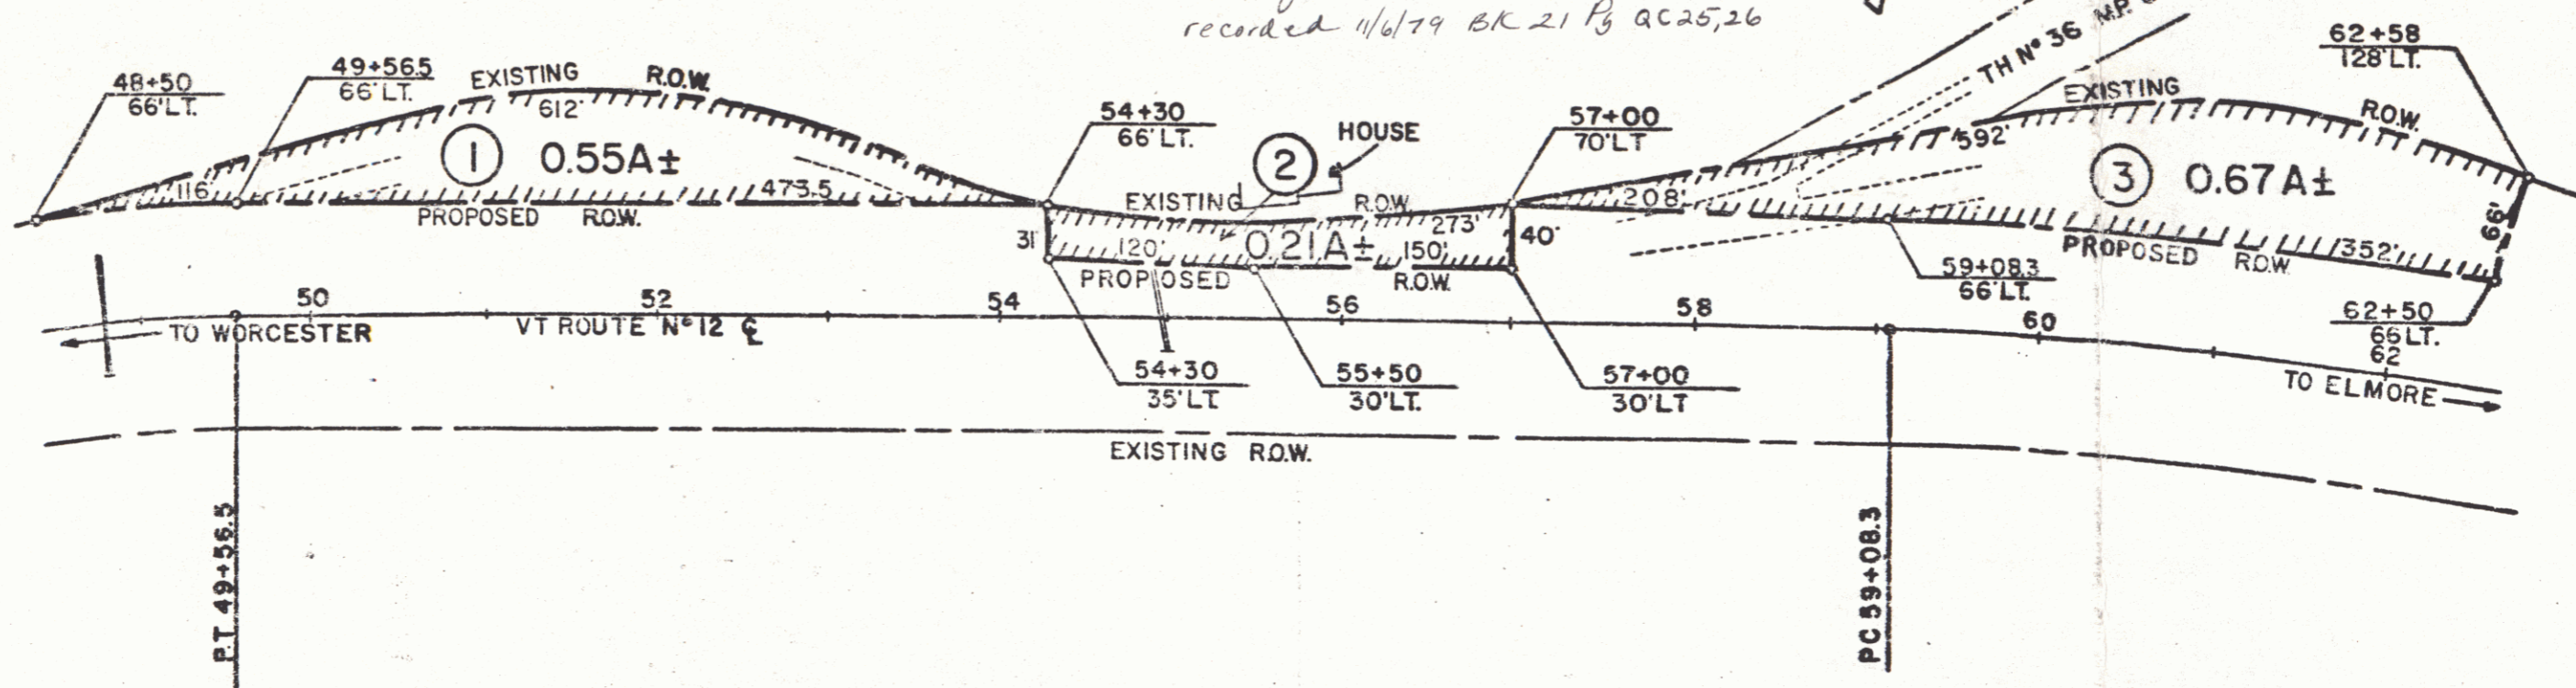 recorded 11/6/79 BK 21 Pg QC25,26
TH Nº 36 M.P.
48+50
66' LT.
49+56.5
66' LT.
EXISTING R.O.W.
612'
54+30
66' LT.
HOUSE
57+00
70' LT
EXISTING R.O.W.
592'
62+58
128' LT.
1 0.55A±
116'
473.5
PROPOSED R.O.W.
2
EXISTING R.O.W.
273'
31'
120'
0.21A±
150'
40'
PROPOSED R.O.W.
208'
3 0.67A±
66'
PROPOSED R.O.W.
352'
59+08.3
66' LT.
62+50
66 LT.
50
52
54
56
58
60
62
TO WORCESTER
VT ROUTE Nº 12 ℄
TO ELMORE
54+30
35' LT
55+50
30' LT.
57+00
30' LT
EXISTING R.O.W.
P.T. 49+56.5
PC 59+08.3